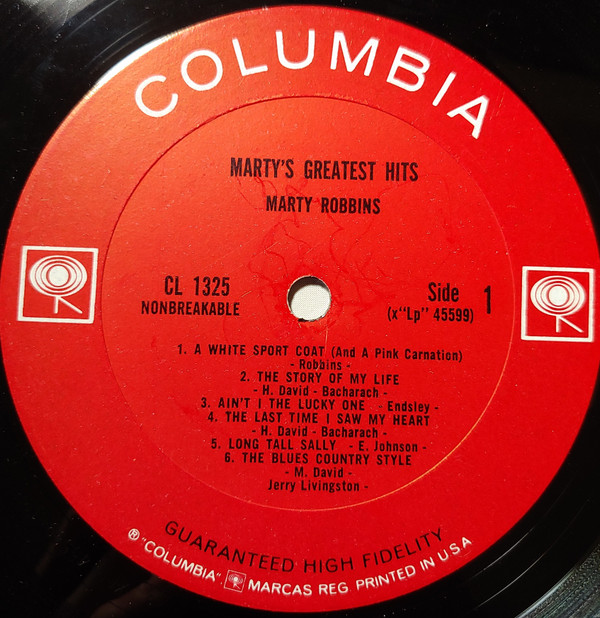 COLUMBIA
MARTY'S GREATEST HITS
MARTY ROBBINS
CL 1325
NONBREAKABLE
Side 1
(x"Lp" 45599)
1. A WHITE SPORT COAT (And A Pink Carnation)
- Robbins -
2. THE STORY OF MY LIFE
- H. David - Bacharach -
3. AIN'T I THE LUCKY ONE - Endsley -
4. THE LAST TIME I SAW MY HEART
- H. David - Bacharach -
5. LONG TALL SALLY - E. Johnson -
6. THE BLUES COUNTRY STYLE
- M. David -
Jerry Livingston -
GUARANTEED HIGH FIDELITY
® "COLUMBIA" MARCAS REG. PRINTED IN U S A